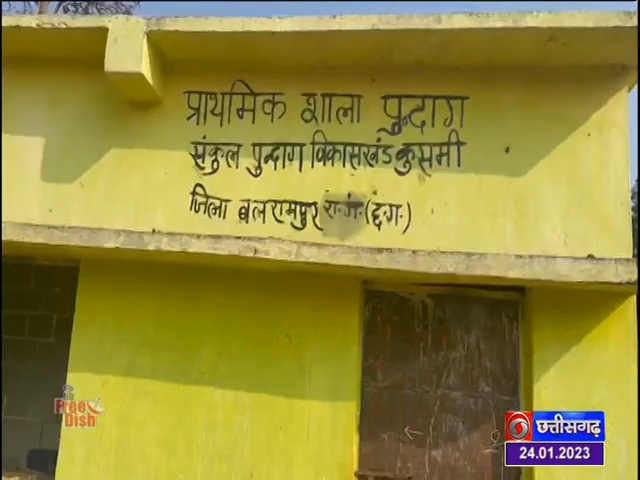 प्राथमिक शाला पुन्दाग
संकुल पुन्दाग विकासखंड कुसमी
जिला बलरामपुर रा.गं. (छ.ग.)
Free Dish
छत्तीसगढ़
24.01.2023